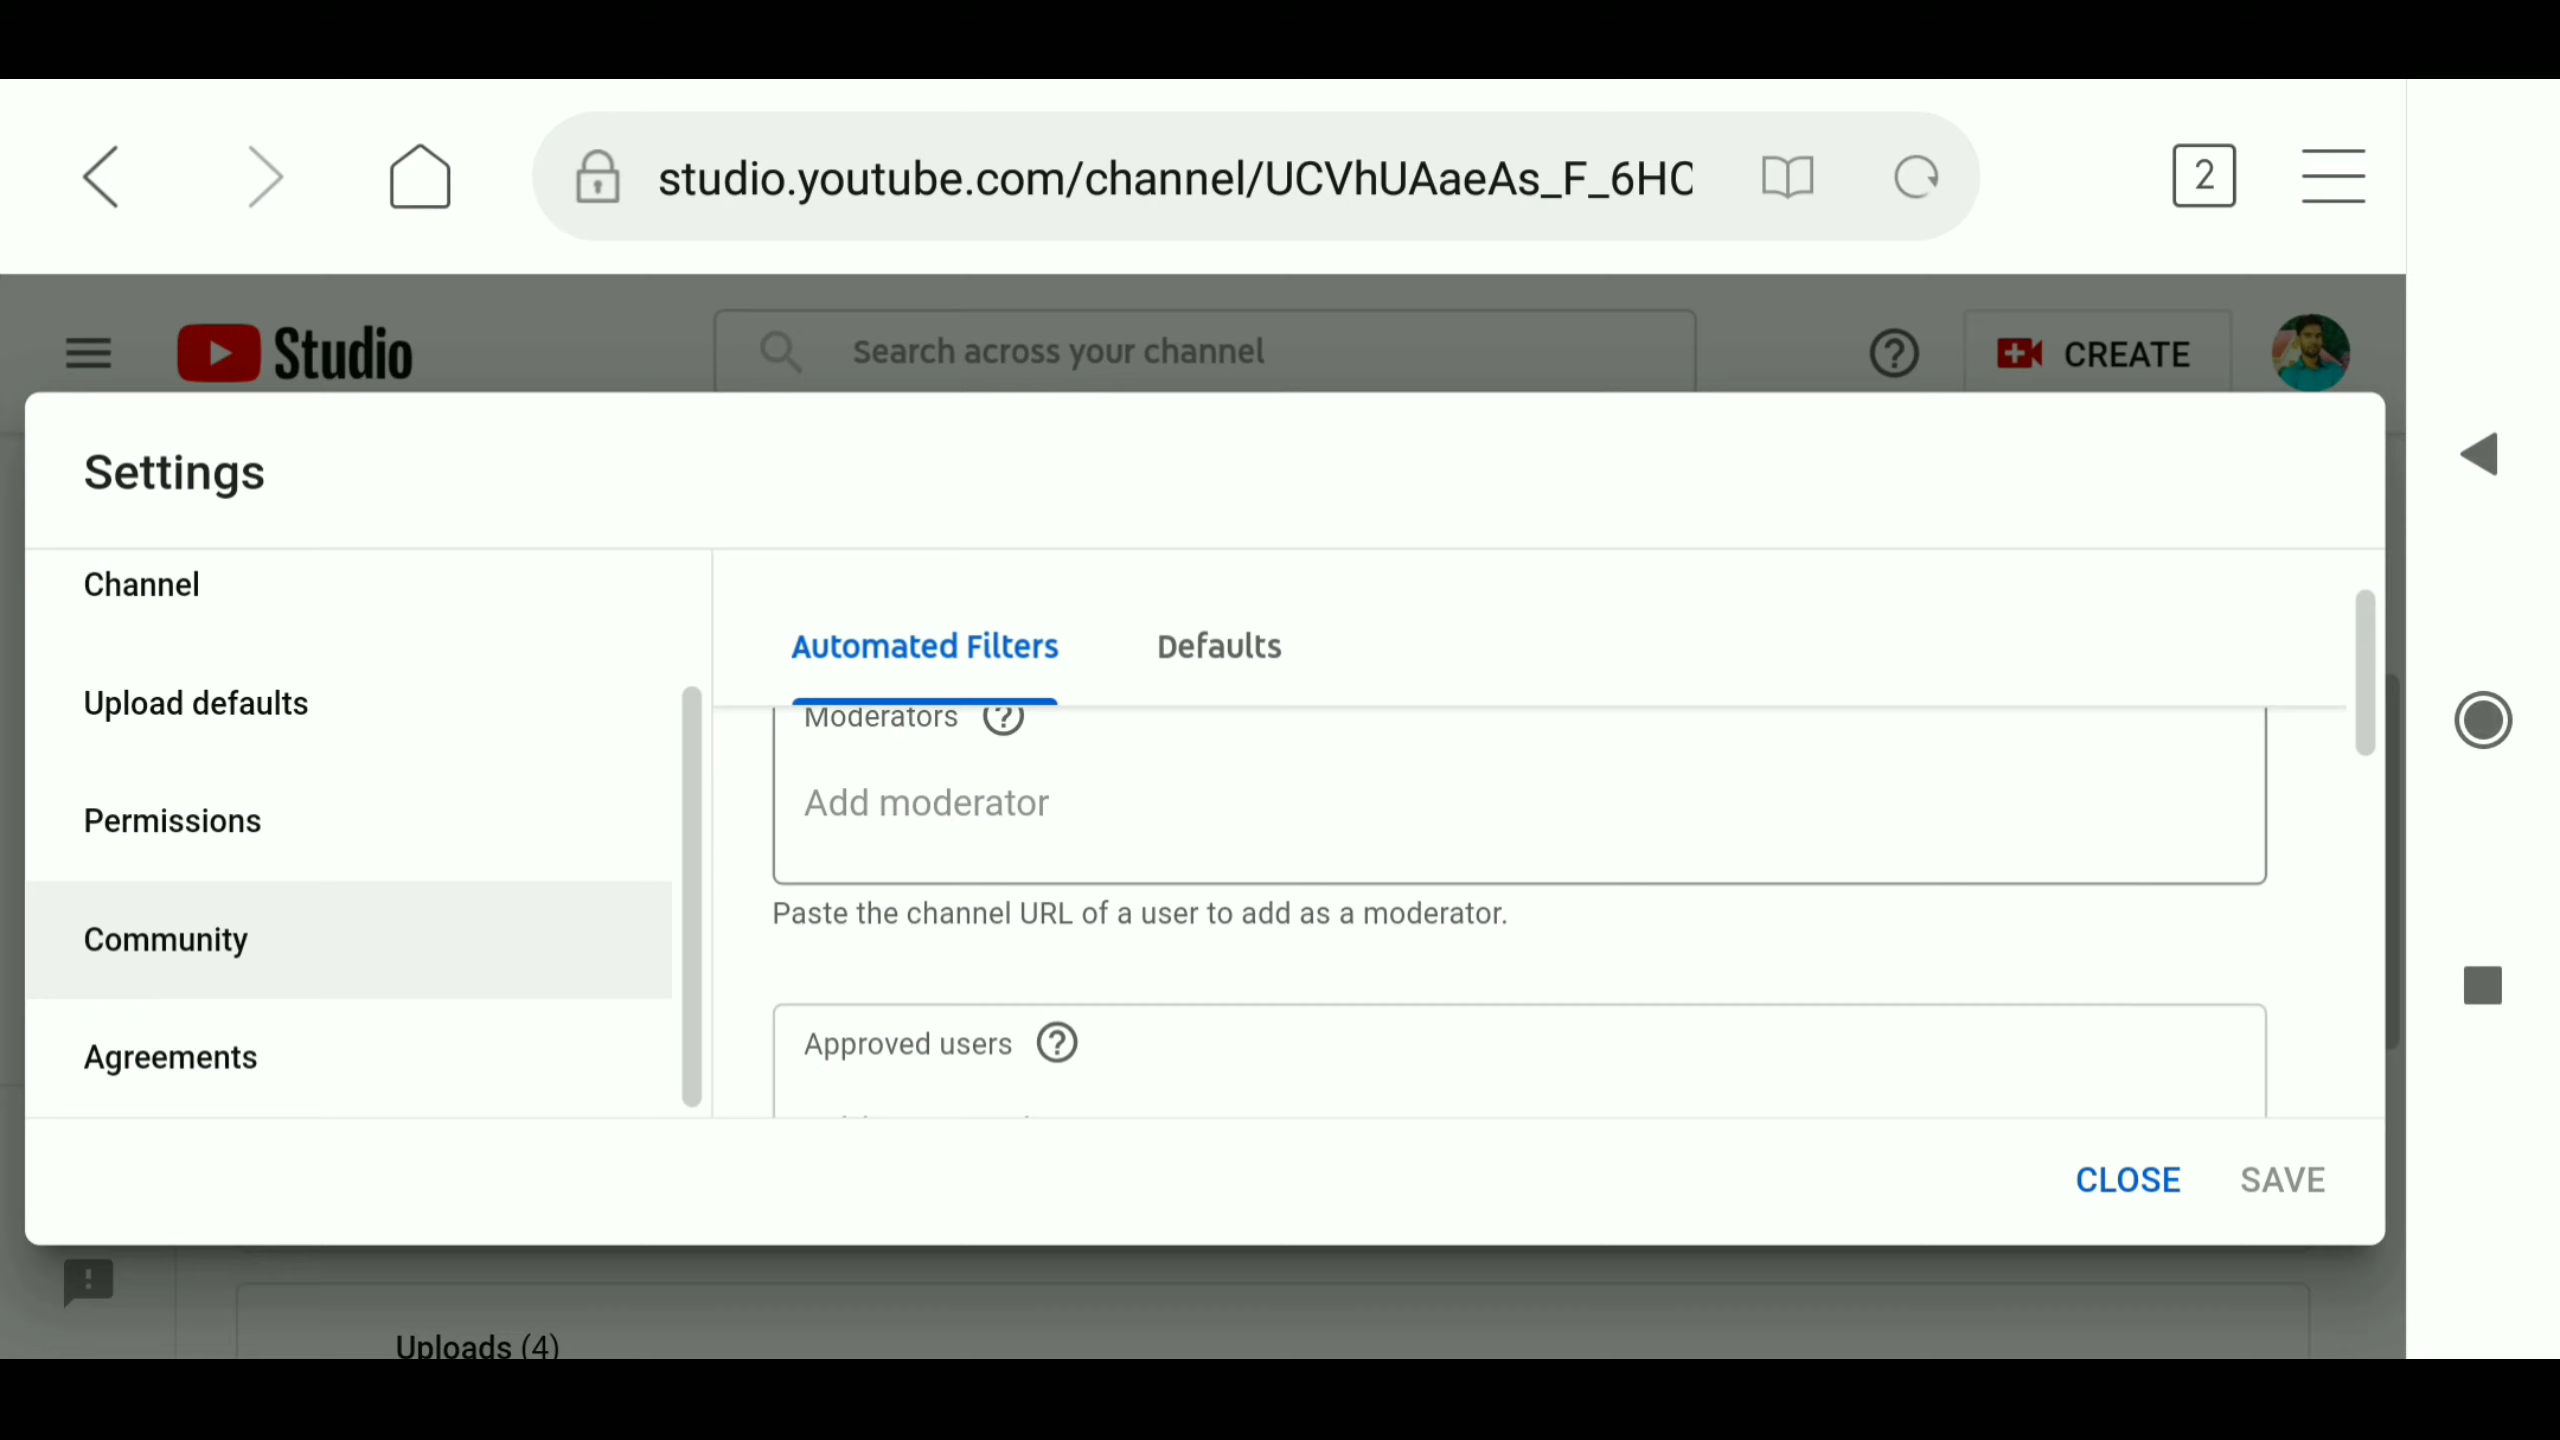 studio.youtube.com/channel/UCVhUAaeAs_F_6HC
2
Studio
Search across your channel
CREATE
Settings
Channel
Upload defaults
Permissions
Community
Agreements
Automated Filters
Defaults
Moderators
Add moderator
Paste the channel URL of a user to add as a moderator.
Approved users
CLOSE
SAVE
Uploads (4)